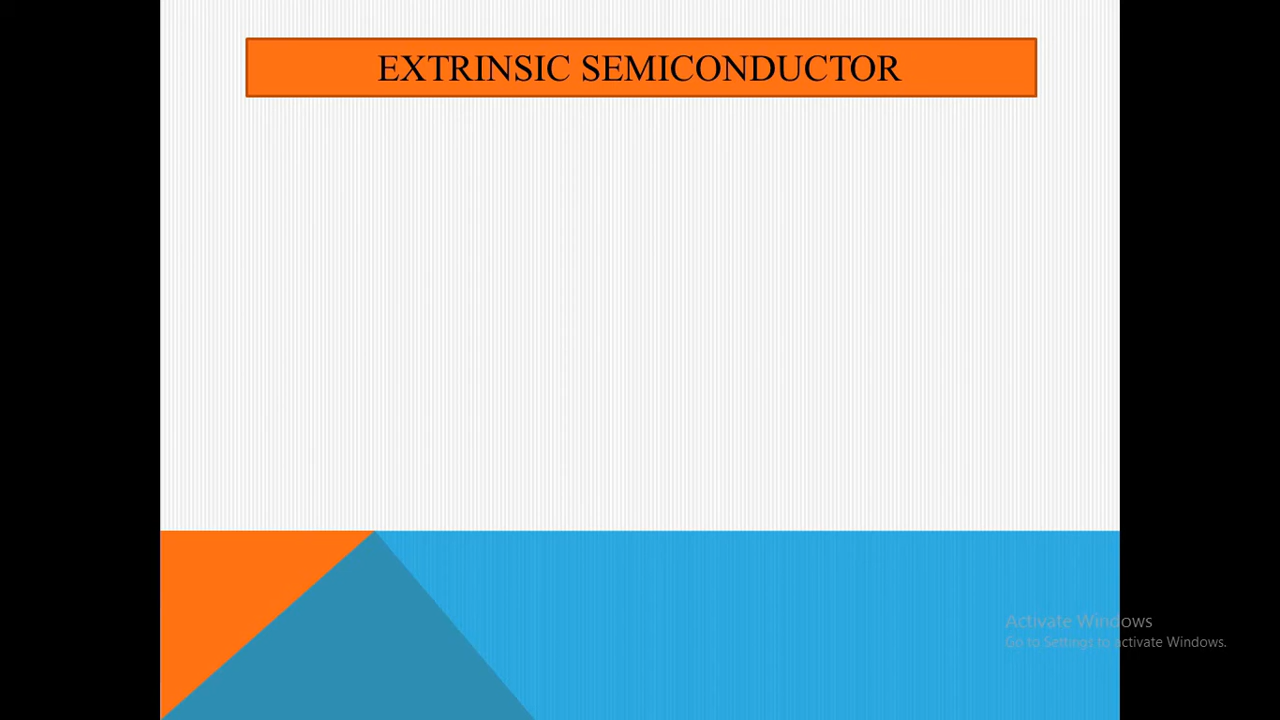 EXTRINSIC SEMICONDUCTOR
Activate Windows
Go to Settings to activate Windows.